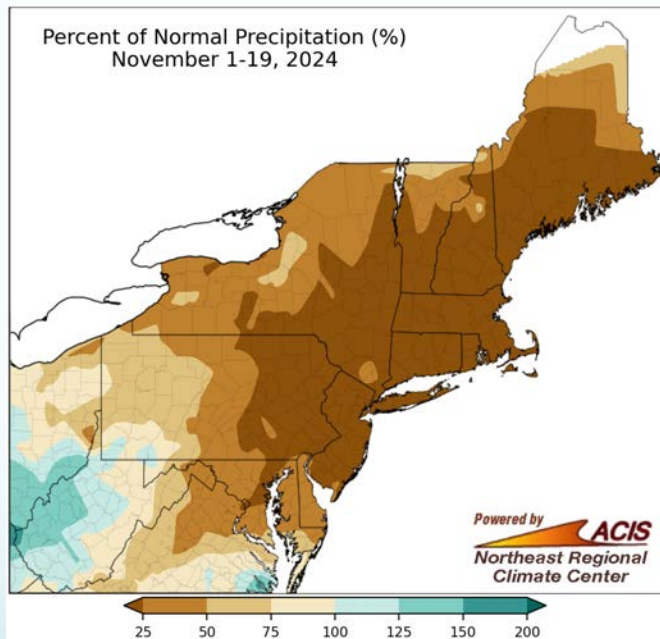 Percent of Normal Precipitation (%)
November 1-19, 2024
Powered by
ACIS
Northeast Regional
Climate Center
25 50 75 100 125 150 200